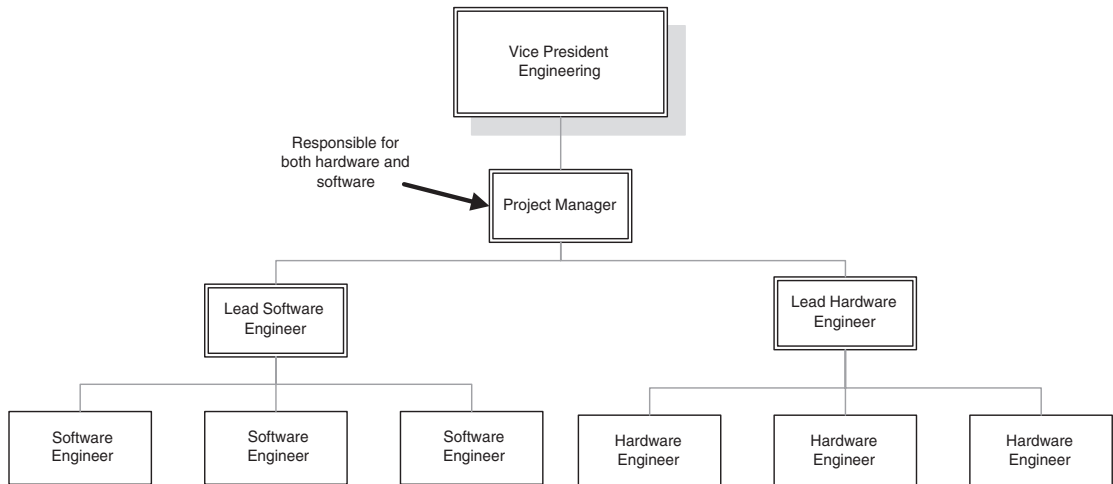 Vice President
Engineering
Responsible for
both hardware and
software
Project Manager
Lead Software
Engineer
Lead Hardware
Engineer
Software
Engineer
Software
Engineer
Software
Engineer
Hardware
Engineer
Hardware
Engineer
Hardware
Engineer